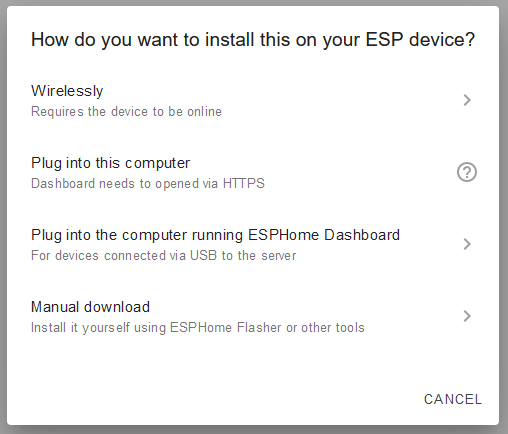 How do you want to install this on your ESP device?
Wirelessly
Requires the device to be online
Plug into this computer
Dashboard needs to opened via HTTPS
Plug into the computer running ESPHome Dashboard
For devices connected via USB to the server
Manual download
Install it yourself using ESPHome Flasher or other tools
CANCEL